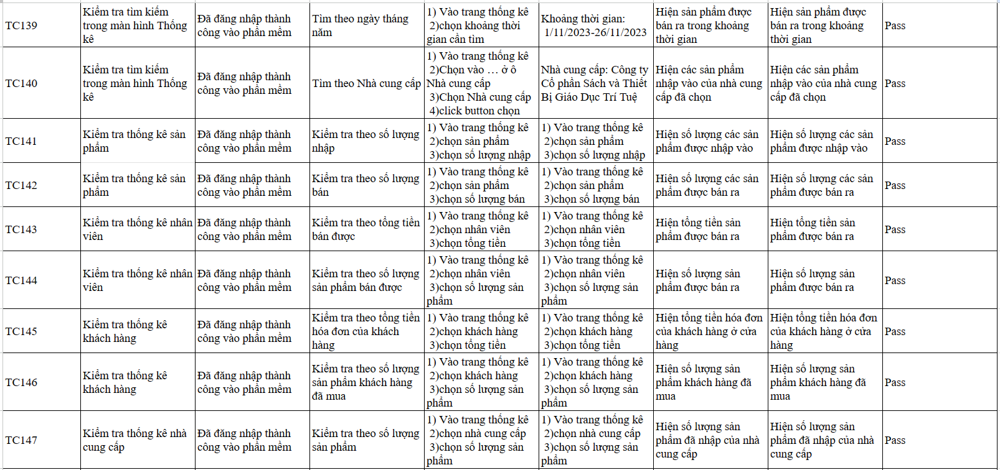 TC139
Kiểm tra tìm kiếm
trong màn hình Thống
kê
Đã đăng nhập thành
công vào phần mềm
Tìm theo ngày tháng
năm
1) Vào trang thống kê
2)chọn khoảng thời
gian cần tìm
Khoảng thời gian:
1/11/2023-26/11/2023
Hiện sản phẩm được
bán ra trong khoảng
thời gian
Hiện sản phẩm được
bán ra trong khoảng
thời gian
Pass
TC140
Kiểm tra tìm kiếm
trong màn hình Thống
kê
Đã đăng nhập thành
công vào phần mềm
Tìm theo Nhà cung cấp
1) Vào trang thống kê
2)Chọn vào … ở ô
Nhà cung cấp
3)Chọn Nhà cung cấp
4)click button chọn
Nhà cung cấp: Công ty
Cổ phần Sách và Thiết
Bị Giáo Dục Trí Tuệ
Hiện các sản phẩm
nhập vào của nhà cung
cấp đã chọn
Hiện các sản phẩm
nhập vào của nhà cung
cấp đã chọn
Pass
TC141
Kiểm tra thống kê sản
phẩm
Đã đăng nhập thành
công vào phần mềm
Kiểm tra theo số lượng
nhập
1) Vào trang thống kê
2)chọn sản phẩm
3)chọn số lượng nhập
1) Vào trang thống kê
2)chọn sản phẩm
3)chọn số lượng nhập
Hiện số lượng các sản
phẩm được nhập vào
Hiện số lượng các sản
phẩm được nhập vào
Pass
TC142
Kiểm tra thống kê sản
phẩm
Đã đăng nhập thành
công vào phần mềm
Kiểm tra theo số lượng
bán
1) Vào trang thống kê
2)chọn sản phẩm
3)chọn số lượng bán
1) Vào trang thống kê
2)chọn sản phẩm
3)chọn số lượng bán
Hiện số lượng các sản
phẩm được bán ra
Hiện số lượng các sản
phẩm được bán ra
Pass
TC143
Kiểm tra thống kê nhân
viên
Đã đăng nhập thành
công vào phần mềm
Kiểm tra theo tổng tiền
bán được
1) Vào trang thống kê
2)chọn nhân viên
3)chọn tổng tiền
1) Vào trang thống kê
2)chọn nhân viên
3)chọn tổng tiền
Hiện tổng tiền sản
phẩm được bán ra
Hiện tổng tiền sản
phẩm được bán ra
Pass
TC144
Kiểm tra thống kê nhân
viên
Đã đăng nhập thành
công vào phần mềm
Kiểm tra theo số lượng
sản phẩm bán được
1) Vào trang thống kê
2)chọn nhân viên
3)chọn số lượng sản
phẩm
1) Vào trang thống kê
2)chọn nhân viên
3)chọn số lượng sản
phẩm
Hiện số lượng sản
phẩm được bán ra
Hiện số lượng sản
phẩm được bán ra
Pass
TC145
Kiểm tra thống kê
khách hàng
Đã đăng nhập thành
công vào phần mềm
Kiểm tra theo tổng tiền
hóa đơn của khách
hàng
1) Vào trang thống kê
2)chọn khách hàng
3)chọn tổng tiền
1) Vào trang thống kê
2)chọn khách hàng
3)chọn tổng tiền
Hiện tổng tiền hóa đơn
của khách hàng ở cửa
hàng
Hiện tổng tiền hóa đơn
của khách hàng ở cửa
hàng
Pass
TC146
Kiểm tra thống kê
khách hàng
Đã đăng nhập thành
công vào phần mềm
Kiểm tra theo số lượng
sản phẩm khách hàng
đã mua
1) Vào trang thống kê
2)chọn khách hàng
3)chọn số lượng sản
phẩm
1) Vào trang thống kê
2)chọn khách hàng
3)chọn số lượng sản
phẩm
Hiện số lượng sản
phẩm khách hàng đã
mua
Hiện số lượng sản
phẩm khách hàng đã
mua
Pass
TC147
Kiểm tra thống kê nhà
cung cấp
Đã đăng nhập thành
công vào phần mềm
Kiểm tra theo số lượng
sản phẩm
1) Vào trang thống kê
2)chọn nhà cung cấp
3)chọn số lượng sản
phẩm
1) Vào trang thống kê
2)chọn nhà cung cấp
3)chọn số lượng sản
phẩm
Hiện số lượng sản
phẩm đã nhập của nhà
cung cấp
Hiện số lượng sản
phẩm đã nhập của nhà
cung cấp
Pass